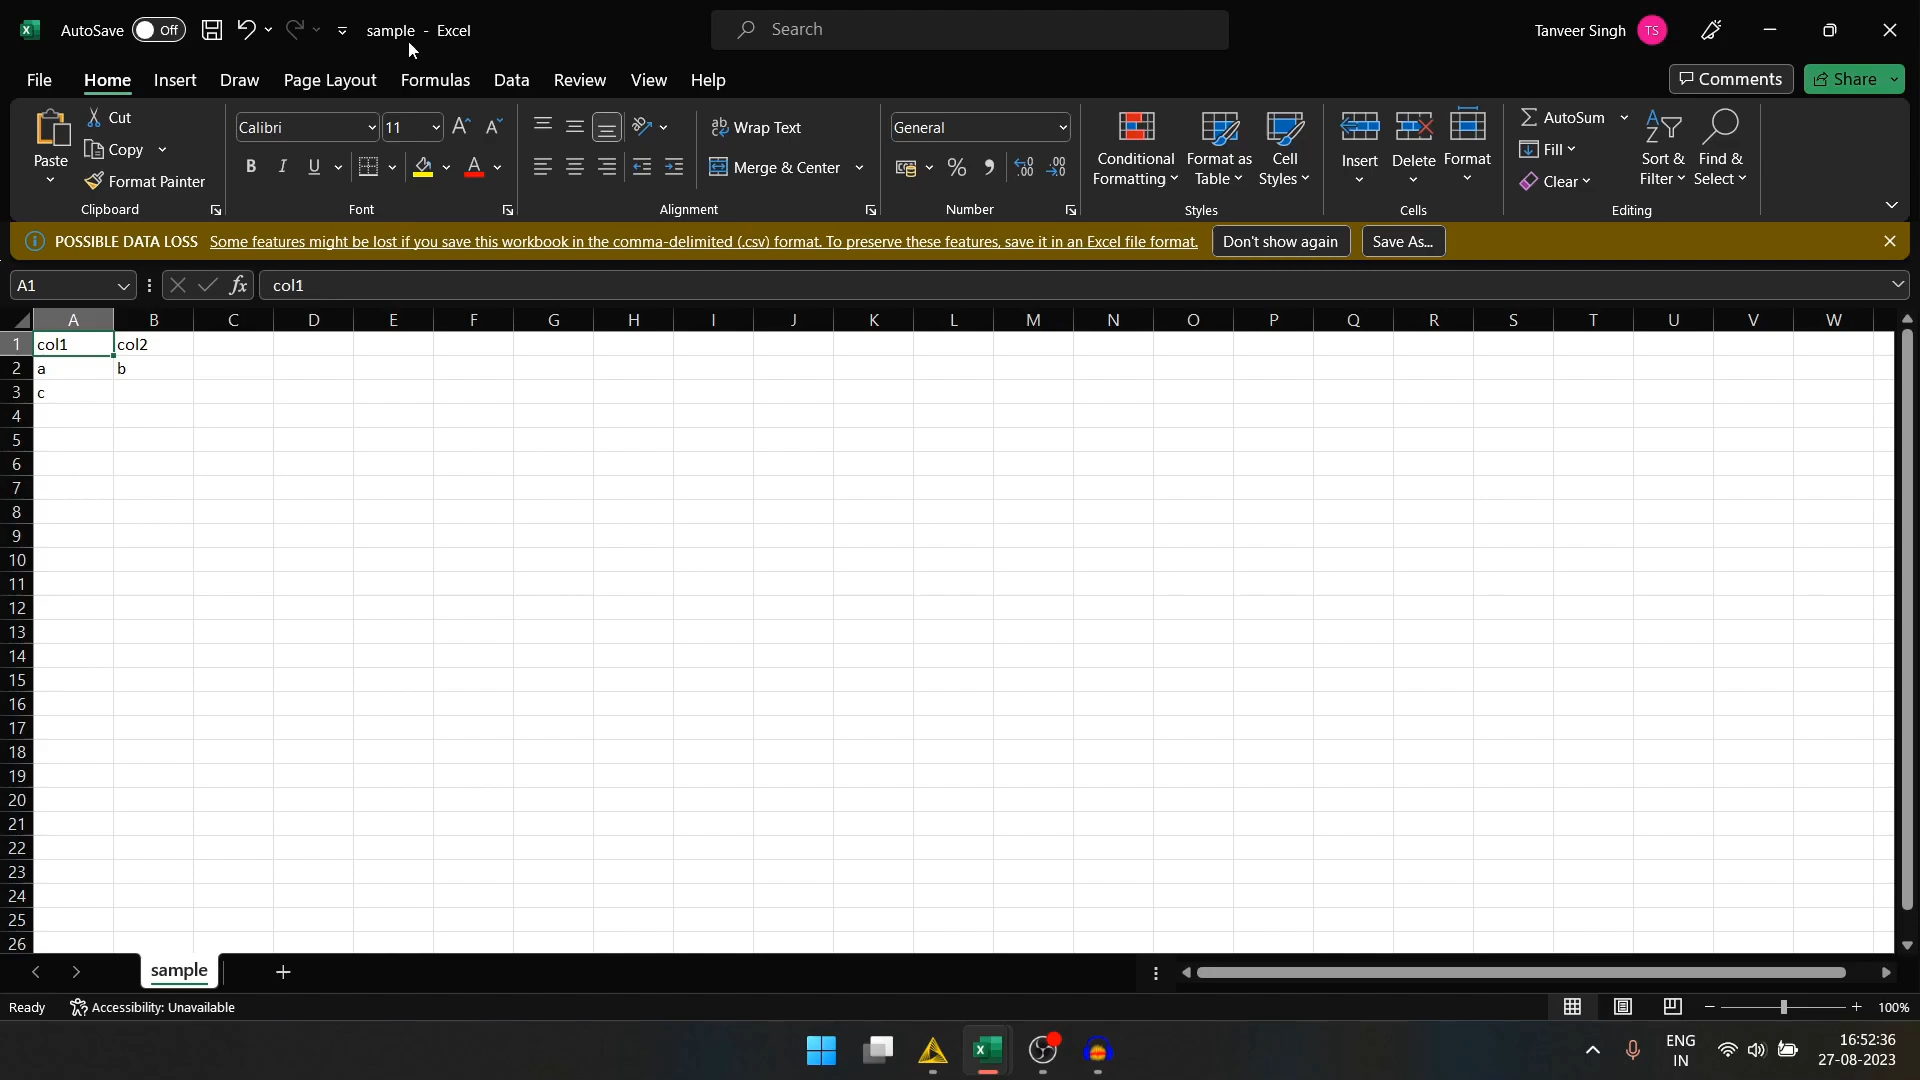 AutoSave Off sample - Excel Search Tanveer Singh TS
File Home Insert Draw Page Layout Formulas Data Review View Help Comments Share
Paste Cut Copy Format Painter Clipboard
Calibri 11 B I U A Font
Wrap Text Merge & Center Alignment
General % Number
Conditional Formatting Format as Table Cell Styles Styles
Insert Delete Format Cells
AutoSum Fill Clear Sort & Filter Find & Select Editing
POSSIBLE DATA LOSS Some features might be lost if you save this workbook in the comma-delimited (.csv) format. To preserve these features, save it in an Excel file format. Don't show again Save As...
A1 fx col1
A B C D E F G H I J K L M N O P Q R S T U V W
1 col1 col2
2 a b
3 c
4
5
6
7
8
9
10
11
12
13
14
15
16
17
18
19
20
21
22
23
24
25
26
sample
Ready Accessibility: Unavailable 100%
ENG 16:52:36
IN 27-08-2023